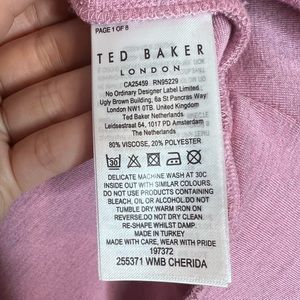 PAGE 1 OF 8
TED BAKER
LONDON
CA25459 RN95229
No Ordinary Designer Label Limited
Ugly Brown Building, 6a St Pancras Way
London NW1 0TB. United Kingdom
Ted Baker Netherlands
Leidsestraat 64, 1017 PD Amsterdam
The Netherlands
80% VISCOSE, 20% POLYESTER
DELICATE MACHINE WASH AT 30C
INSIDE OUT WITH SIMILAR COLOURS.
DO NOT USE PRODUCTS CONTAINING
BLEACH, OIL OR ALCOHOL.DO NOT
TUMBLE DRY.WARM IRON ON
REVERSE.DO NOT DRY CLEAN.
RE-SHAPE WHILST DAMP.
MADE IN TURKEY
MADE WITH CARE, WEAR WITH PRIDE
197372
255371 WMB CHERIDA